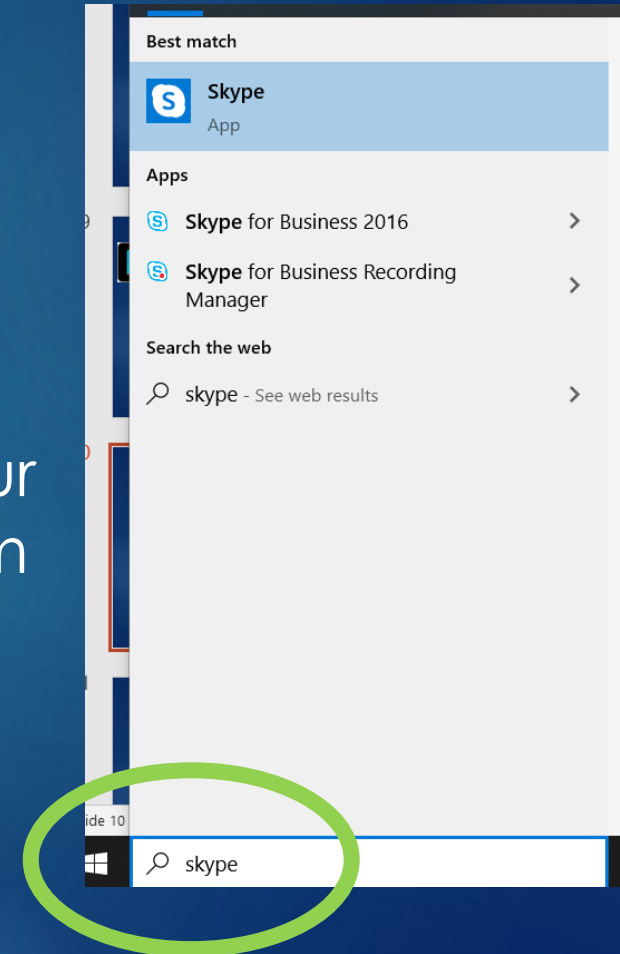 Best match
Skype
App
Apps
Skype for Business 2016
Skype for Business Recording
Manager
Search the web
skype - See web results
skype